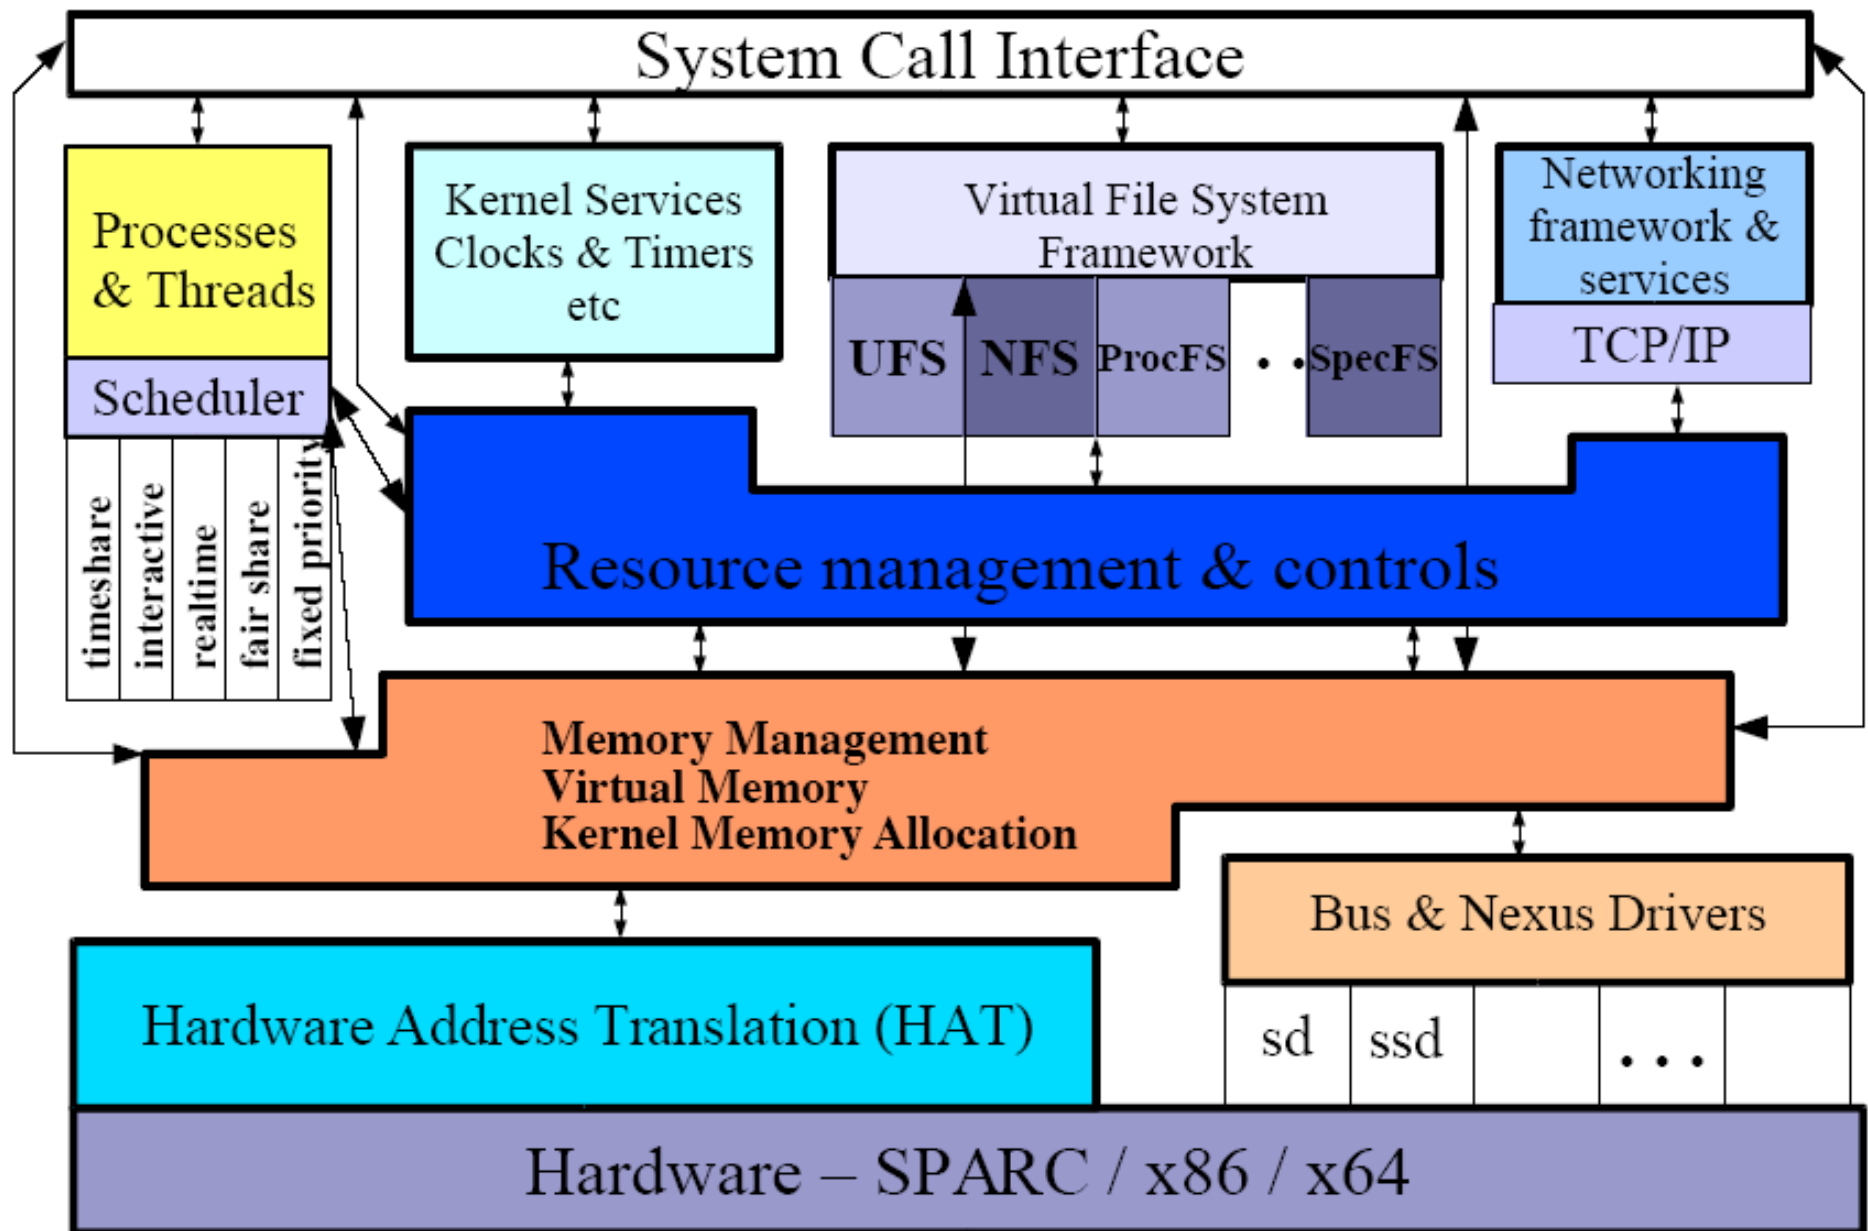 System Call Interface
Processes
& Threads
Scheduler
timeshare
interactive
realtime
fair share
fixed priority
Kernel Services
Clocks & Timers
etc
Virtual File System
Framework
UFS
NFS
ProcFS
. .
SpecFS
Networking
framework &
services
TCP/IP
Resource management & controls
Memory Management
Virtual Memory
Kernel Memory Allocation
Bus & Nexus Drivers
sd
ssd
. . .
Hardware Address Translation (HAT)
Hardware – SPARC / x86 / x64